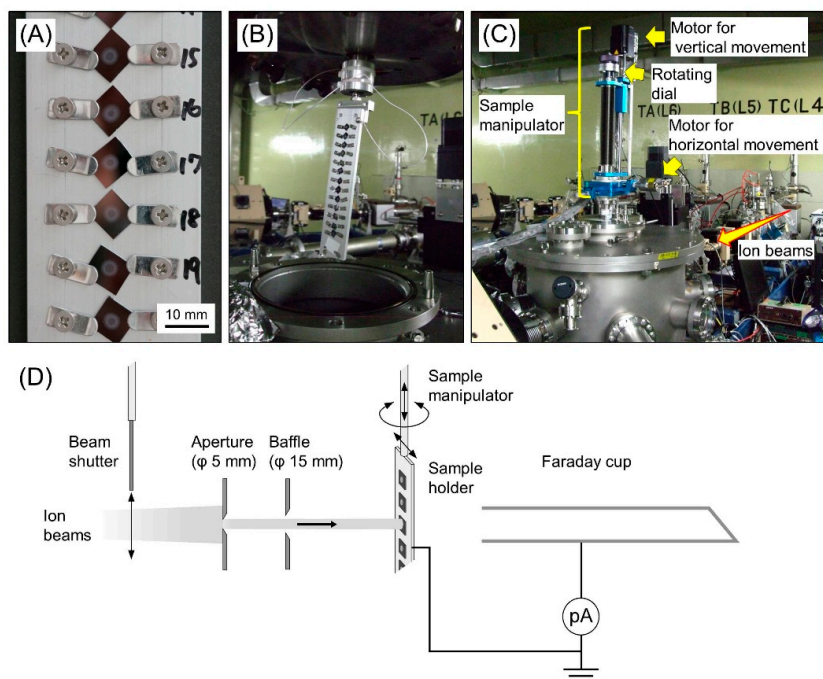 (A)
15
16
17
18
19
10 mm
(B)
TA(L6
(C)
Motor for
vertical movement
Rotating
dial
Sample
manipulator
TA(L6) TB(L5) TC(L4
Motor for
horizontal movement
Ion beams
(D)
Beam
shutter
Ion
beams
Aperture
(φ 5 mm)
Baffle
(φ 15 mm)
Sample
manipulator
Sample
holder
Faraday cup
pA